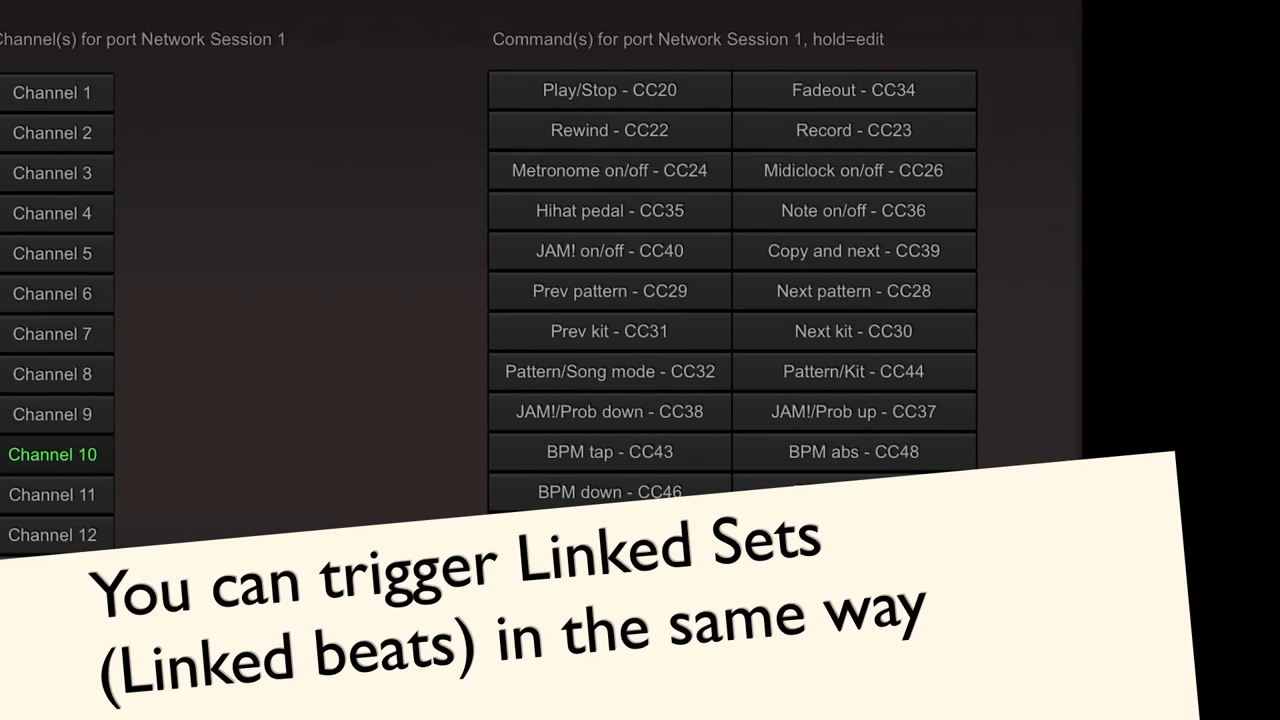 Channel(s) for port Network Session 1
Command(s) for port Network Session 1, hold=edit
Channel 1
Channel 2
Channel 3
Channel 4
Channel 5
Channel 6
Channel 7
Channel 8
Channel 9
Channel 10
Channel 11
Channel 12
Play/Stop - CC20 Fadeout - CC34
Rewind - CC22 Record - CC23
Metronome on/off - CC24 Midiclock on/off - CC26
Hihat pedal - CC35 Note on/off - CC36
JAM! on/off - CC40 Copy and next - CC39
Prev pattern - CC29 Next pattern - CC28
Prev kit - CC31 Next kit - CC30
Pattern/Song mode - CC32 Pattern/Kit - CC44
JAM!/Prob down - CC38 JAM!/Prob up - CC37
BPM tap - CC43 BPM abs - CC48
BPM down - CC46
You can trigger Linked Sets
(Linked beats) in the same way